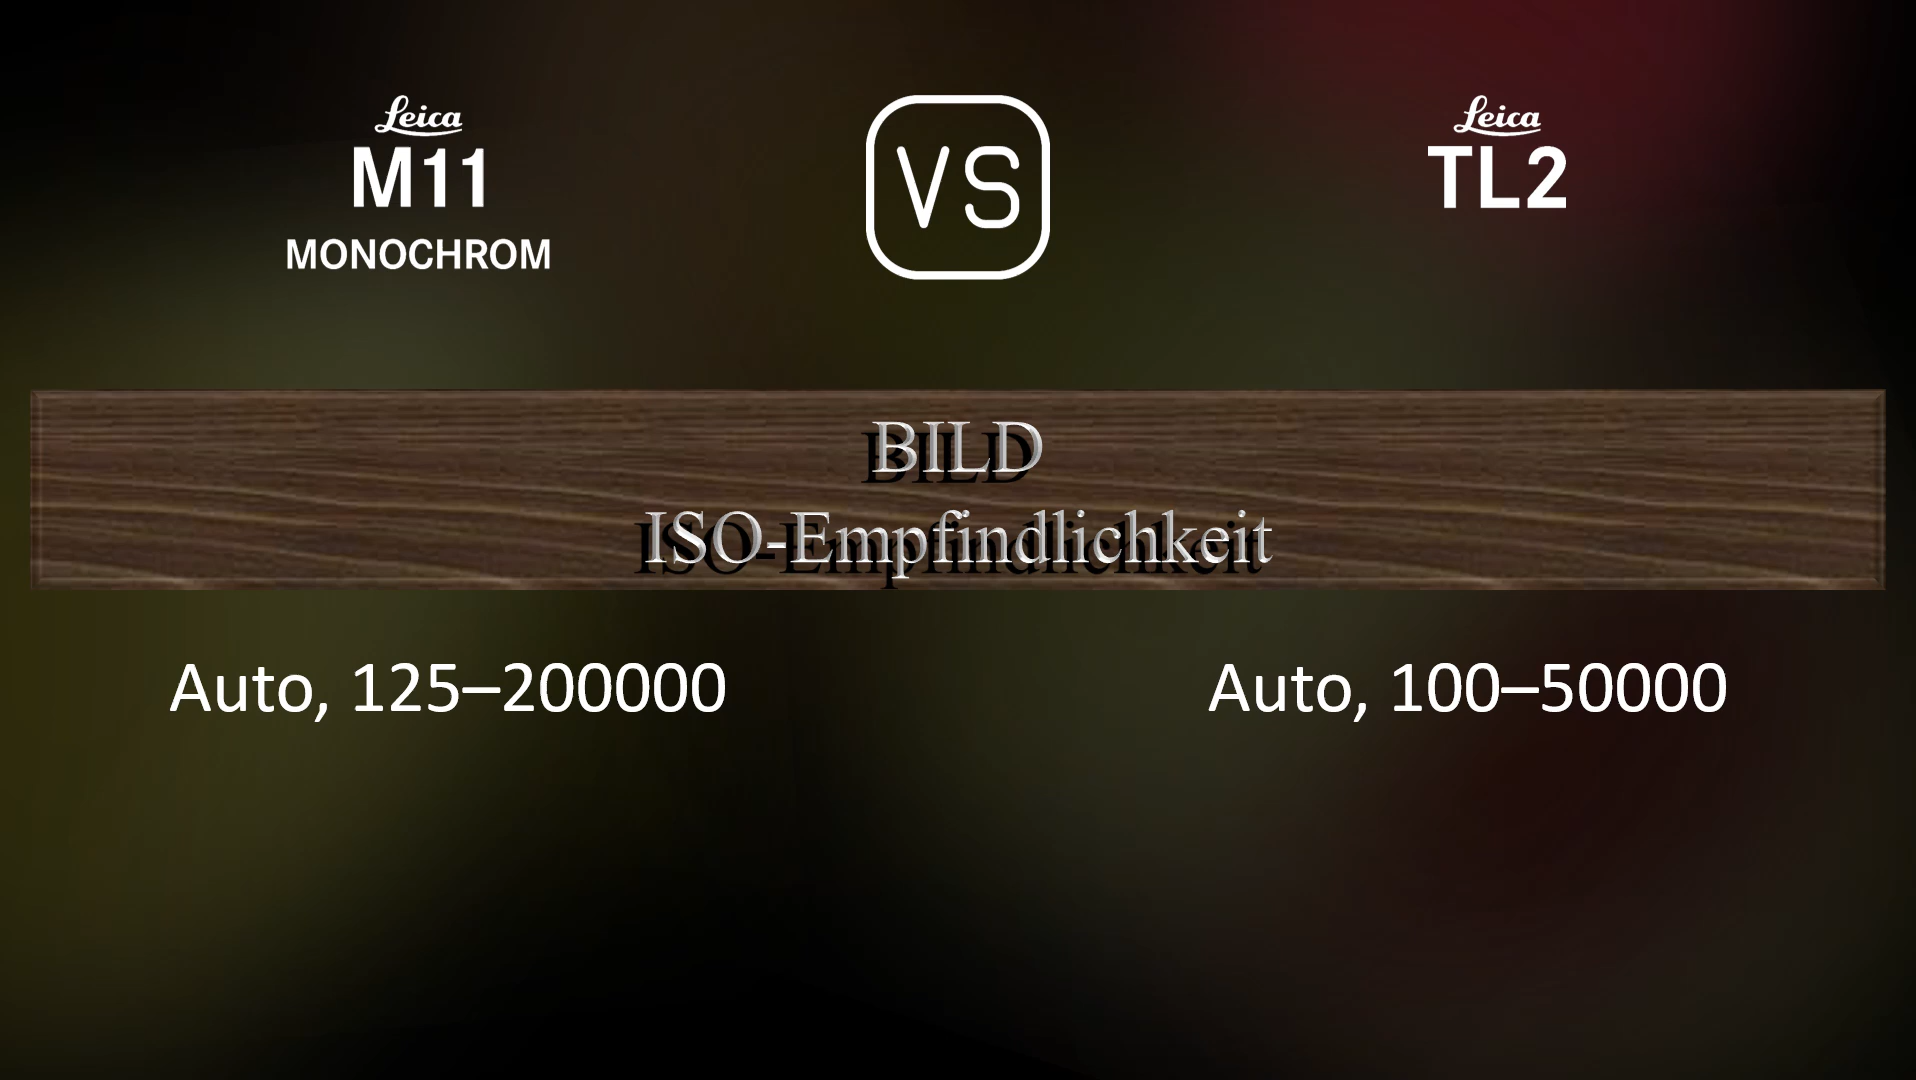 Leica
M11
MONOCHROM
VS
Leica
TL2
BILD
ISO-Empfindlichkeit
Auto, 125–200000
Auto, 100–50000